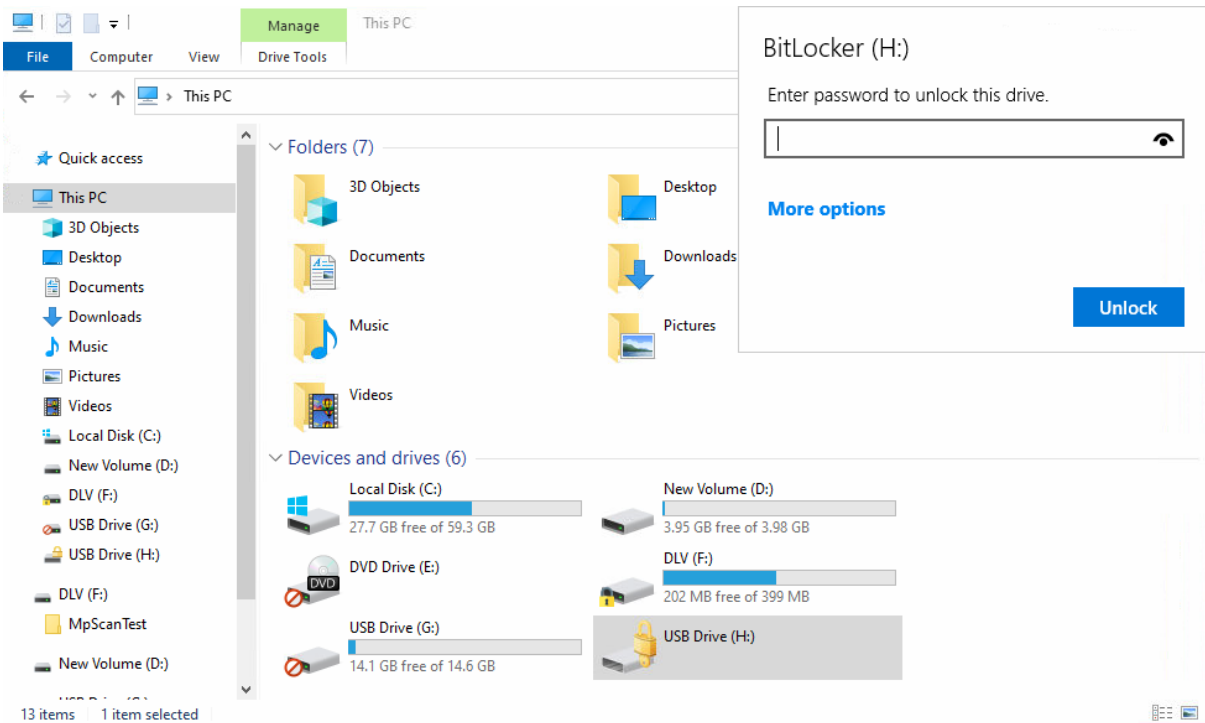 Manage
This PC
File
Computer
View
Drive Tools
This PC
Quick access
This PC
3D Objects
Desktop
Documents
Downloads
Music
Pictures
Videos
Local Disk (C:)
New Volume (D:)
DLV (F:)
USB Drive (G:)
USB Drive (H:)
DLV (F:)
MpScanTest
New Volume (D:)
Folders (7)
3D Objects
Desktop
Documents
Downloads
Music
Pictures
Videos
Devices and drives (6)
Local Disk (C:)
27.7 GB free of 59.3 GB
New Volume (D:)
3.95 GB free of 3.98 GB
DVD Drive (E:)
DVD
DLV (F:)
202 MB free of 399 MB
USB Drive (G:)
14.1 GB free of 14.6 GB
USB Drive (H:)
13 items
1 item selected
BitLocker (H:)
Enter password to unlock this drive.
More options
Unlock